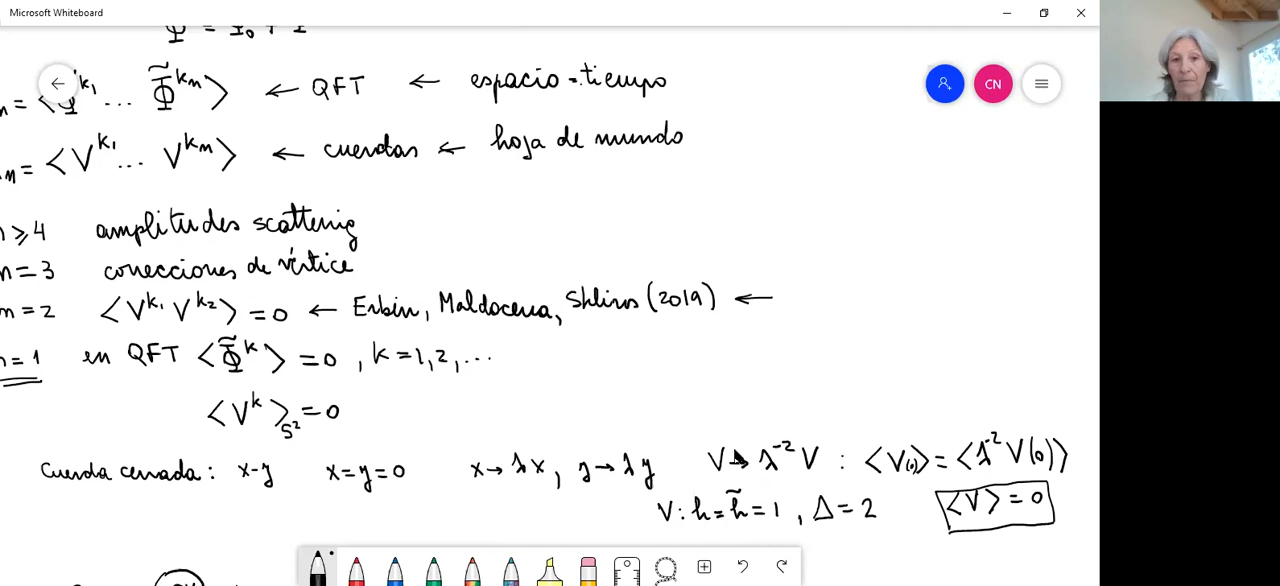 Microsoft Whiteboard
Φ = Φ₀ + Φ̃
n = ⟨Φ̃^{k₁} ... Φ̃^{kₙ}⟩ ← QFT ← espacio-tiempo
CN
n = ⟨V^{k₁} ... V^{kₙ}⟩ ← cuerdas ← hoja de mundo
n ≥ 4 amplitudes scattering
n = 3 correcciones de vértice
n = 2 ⟨V^{k₁} V^{k₂}⟩ = 0 ← Erbin, Maldacena, Skliros (2019) ←
n = 1 en QFT ⟨Φ̃^k⟩ = 0 , k = 1, 2, ...
⟨V^k⟩_{S²} = 0
Cuerda cerrada : x-y x = y = 0 x → λx , y → λy V → λ⁻² V : ⟨V(0)⟩ = ⟨λ⁻² V(0)⟩
V : h = h̃ = 1 , Δ = 2 ⟨V⟩ = 0